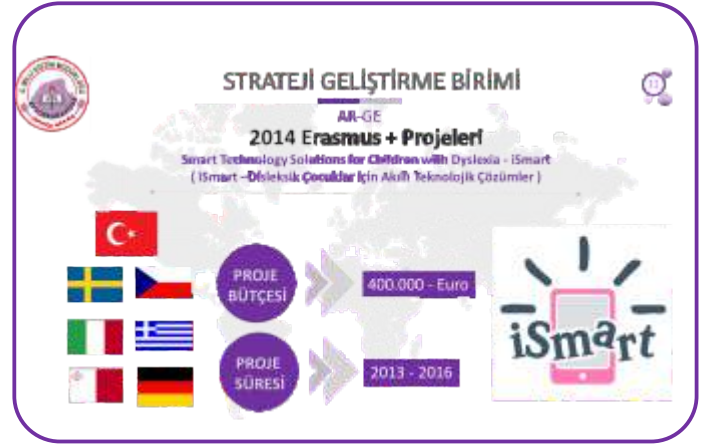 STRATEJİ GELİŞTİRME BİRİMİ
AR-GE
2014 Erasmus + Projeleri
Smart Technology Solutions for Children with Dyslexia - iSmart
( iSmart –Disleksik Çocuklar İçin Akıllı Teknolojik Çözümler )
PROJE
BÜTÇESİ
400.000 - Euro
PROJE
SÜRESİ
2013 - 2016
iSmart